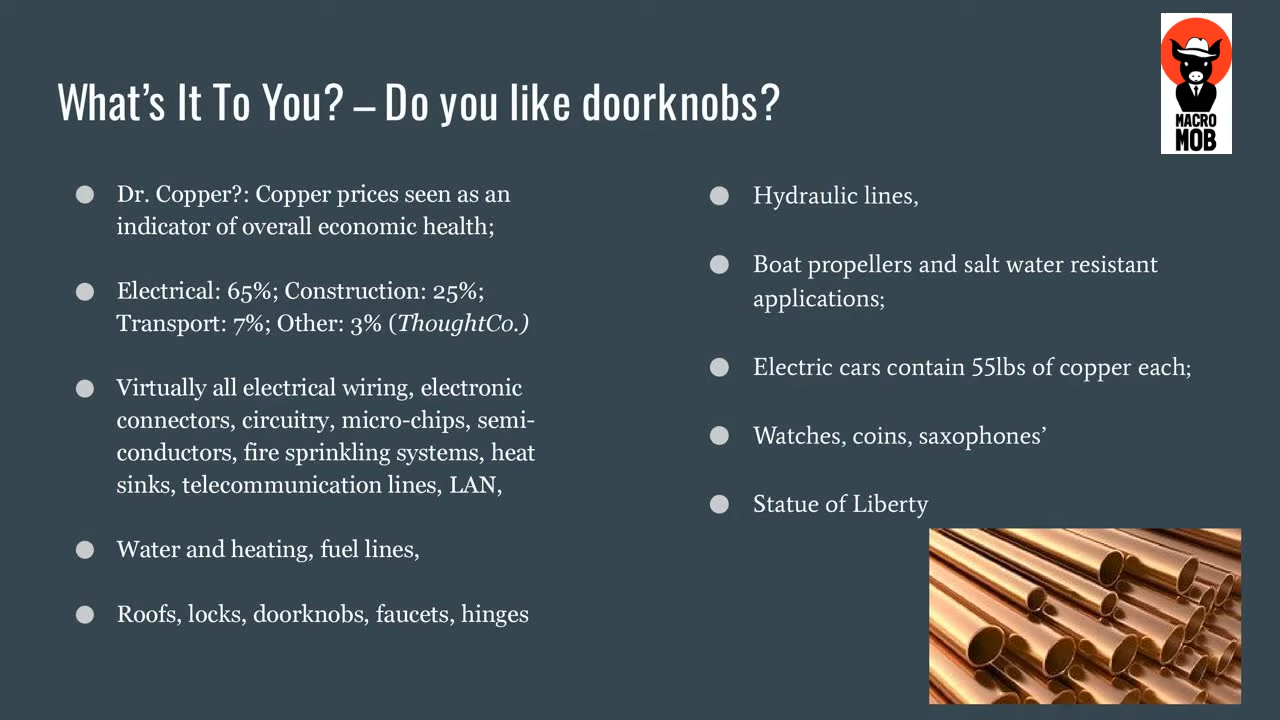 What's It To You? – Do you like doorknobs?
MACRO
MOB
Dr. Copper?: Copper prices seen as an
indicator of overall economic health;
Electrical: 65%; Construction: 25%;
Transport: 7%; Other: 3% (ThoughtCo.)
Virtually all electrical wiring, electronic
connectors, circuitry, micro-chips, semi-
conductors, fire sprinkling systems, heat
sinks, telecommunication lines, LAN,
Water and heating, fuel lines,
Roofs, locks, doorknobs, faucets, hinges
Hydraulic lines,
Boat propellers and salt water resistant
applications;
Electric cars contain 55lbs of copper each;
Watches, coins, saxophones’
Statue of Liberty